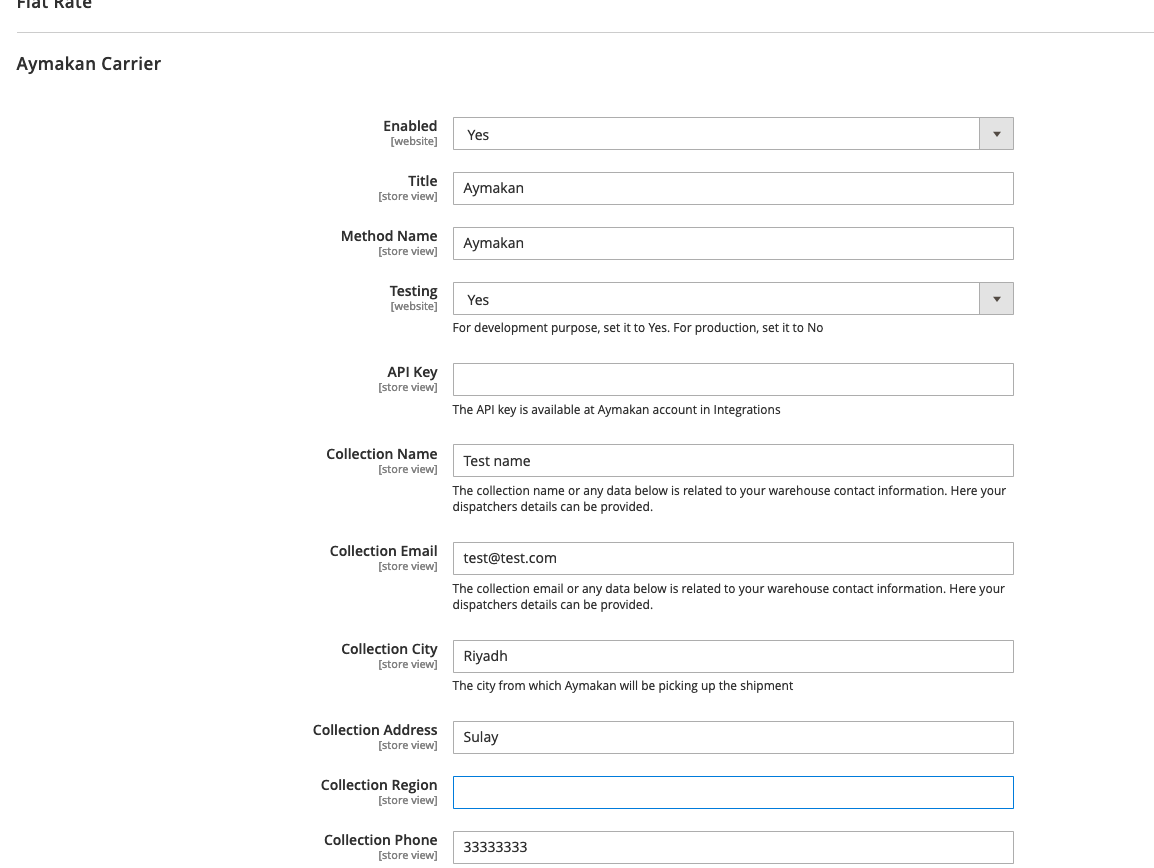 Flat Rate
Aymakan Carrier
Enabled
[website]
Yes
Title
[store view]
Aymakan
Method Name
[store view]
Aymakan
Testing
[website]
Yes
For development purpose, set it to Yes. For production, set it to No
API Key
[store view]
The API key is available at Aymakan account in Integrations
Collection Name
[store view]
Test name
The collection name or any data below is related to your warehouse contact information. Here your
dispatchers details can be provided.
Collection Email
[store view]
test@test.com
The collection email or any data below is related to your warehouse contact information. Here your
dispatchers details can be provided.
Collection City
[store view]
Riyadh
The city from which Aymakan will be picking up the shipment
Collection Address
[store view]
Sulay
Collection Region
[store view]
Collection Phone
[store view]
33333333